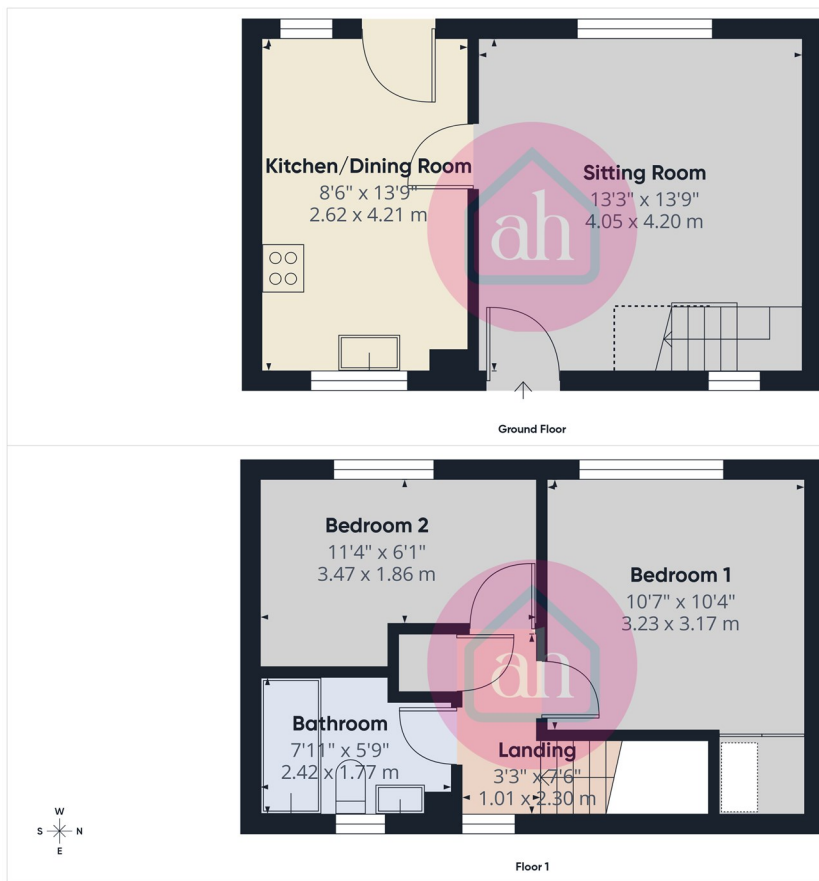 Kitchen/Dining Room
8'6" x 13'9"
2.62 x 4.21 m
Sitting Room
13'3" x 13'9"
4.05 x 4.20 m
ah
Ground Floor
Bedroom 2
11'4" x 6'1"
3.47 x 1.86 m
Bedroom 1
10'7" x 10'4"
3.23 x 3.17 m
ah
Bathroom
7'11" x 5'9"
2.42 x 1.77 m
Landing
3'3" x 7'6"
1.01 x 2.30 m
W
S N
E
Floor 1